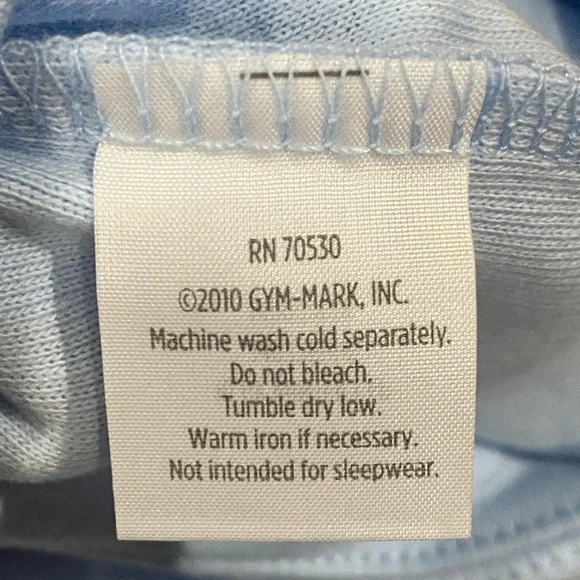 RN 70530
©2010 GYM-MARK, INC.
Machine wash cold separately.
Do not bleach.
Tumble dry low.
Warm iron if necessary.
Not intended for sleepwear.